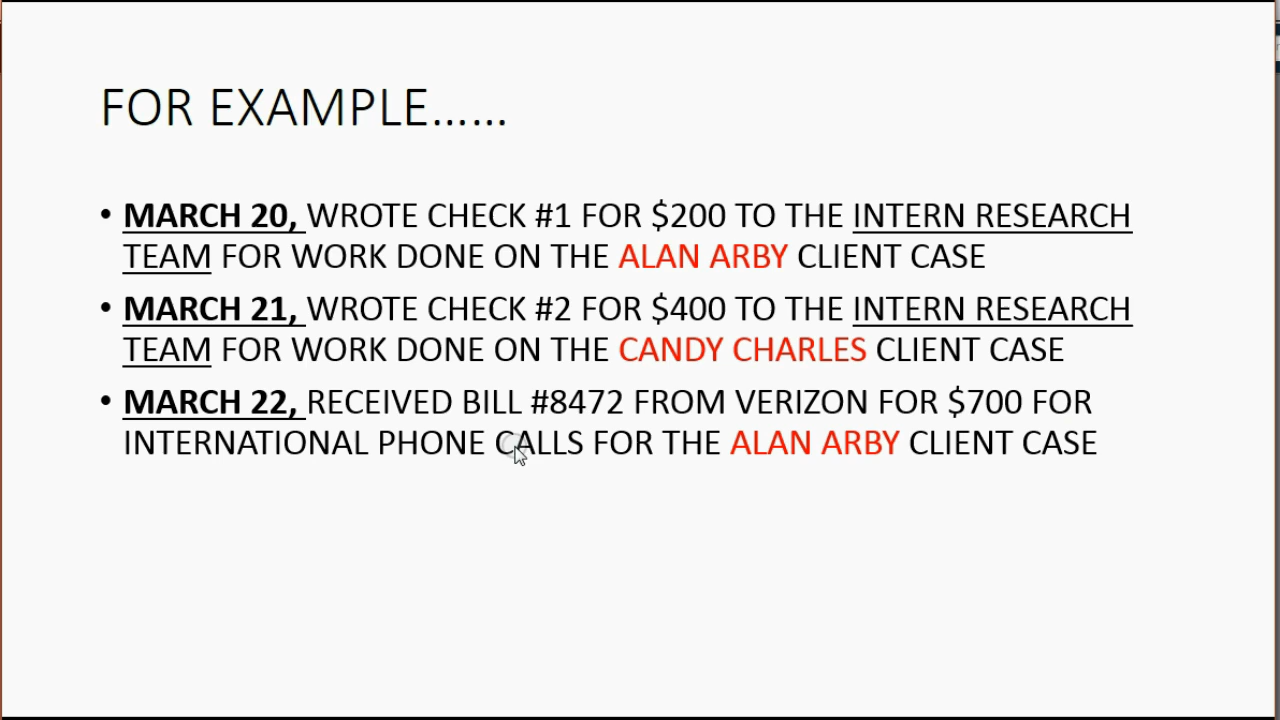 FOR EXAMPLE......
• MARCH 20, WROTE CHECK #1 FOR $200 TO THE INTERN RESEARCH
TEAM FOR WORK DONE ON THE ALAN ARBY CLIENT CASE
• MARCH 21, WROTE CHECK #2 FOR $400 TO THE INTERN RESEARCH
TEAM FOR WORK DONE ON THE CANDY CHARLES CLIENT CASE
• MARCH 22, RECEIVED BILL #8472 FROM VERIZON FOR $700 FOR
INTERNATIONAL PHONE CALLS FOR THE ALAN ARBY CLIENT CASE